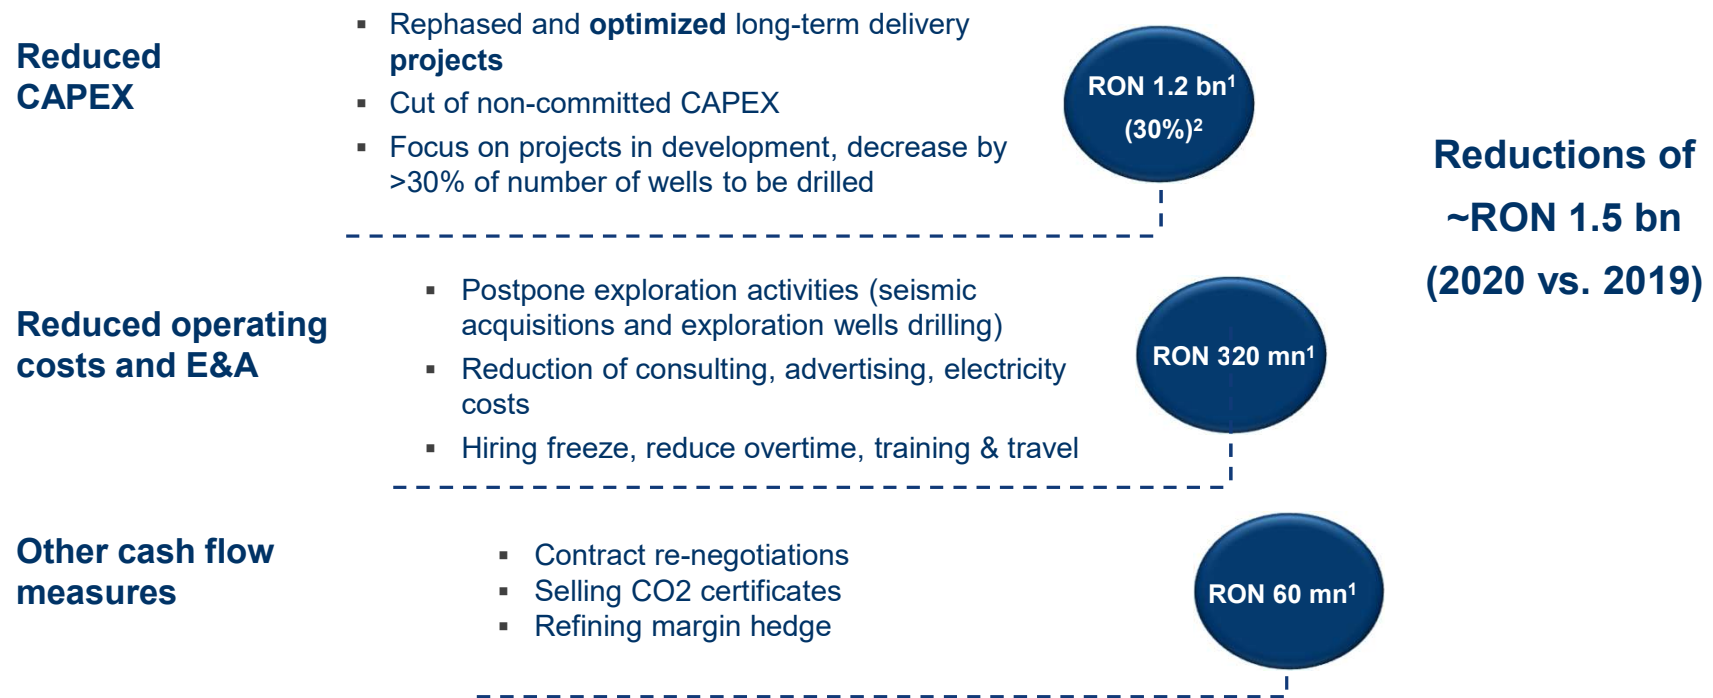 Reduced
CAPEX
▪ Rephased and optimized long-term delivery
projects
▪ Cut of non-committed CAPEX
▪ Focus on projects in development, decrease by
>30% of number of wells to be drilled
RON 1.2 bn¹
(30%)²
Reduced operating
costs and E&A
▪ Postpone exploration activities (seismic
acquisitions and exploration wells drilling)
▪ Reduction of consulting, advertising, electricity
costs
▪ Hiring freeze, reduce overtime, training & travel
RON 320 mn¹
Other cash flow
measures
▪ Contract re-negotiations
▪ Selling CO2 certificates
▪ Refining margin hedge
RON 60 mn¹
Reductions of
~RON 1.5 bn
(2020 vs. 2019)